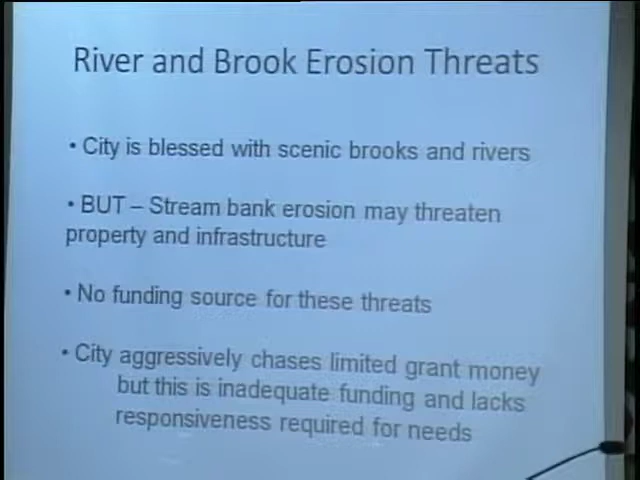 River and Brook Erosion Threats
• City is blessed with scenic brooks and rivers
• BUT – Stream bank erosion may threaten
property and infrastructure
• No funding source for these threats
• City aggressively chases limited grant money
but this is inadequate funding and lacks
responsiveness required for needs